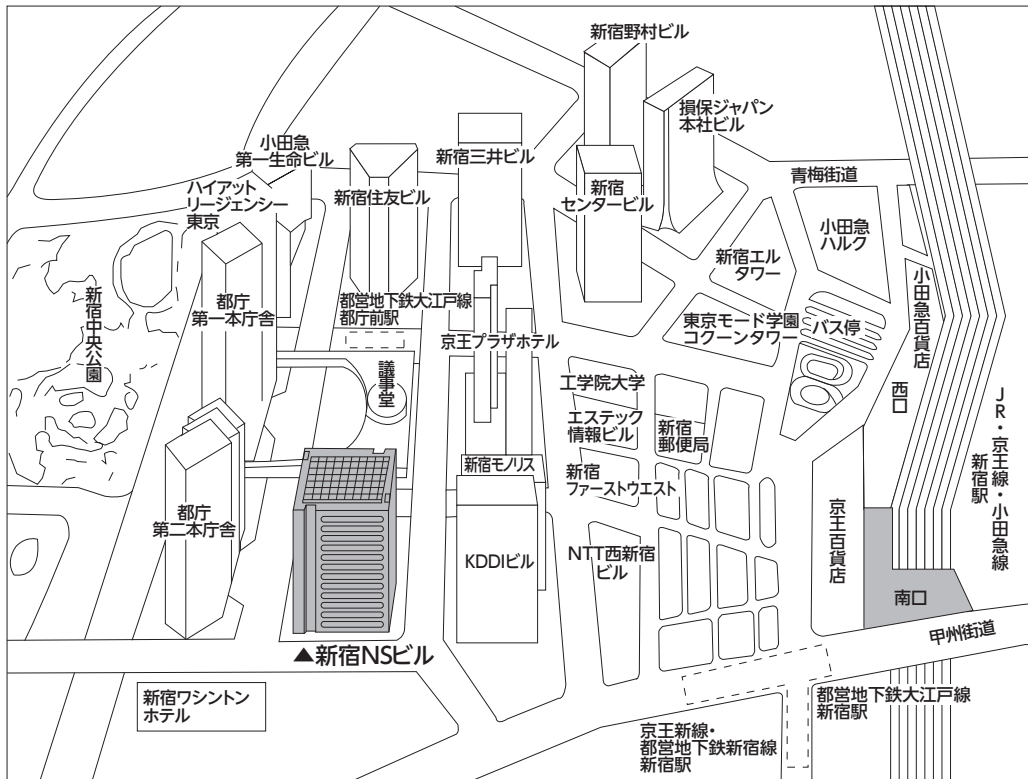 新宿野村ビル
損保ジャパン
本社ビル
小田急
第一生命ビル
新宿三井ビル
青梅街道
ハイアット
リージェンシー
東京
新宿住友ビル
新宿
センタービル
小田急
ハルク
新宿エル
タワー
小田急百貨店
新宿中央公園
都庁
第一本庁舎
都営地下鉄大江戸線
都庁前駅
京王プラザホテル
東京モード学園
コクーンタワー
バス停
議事堂
工学院大学
西口
JR・京王線・小田急線
新宿駅
エステック
情報ビル
新宿
郵便局
新宿モノリス
新宿
ファーストウエスト
都庁
第二本庁舎
京王百貨店
KDDIビル
NTT西新宿
ビル
南口
甲州街道
▲新宿NSビル
新宿ワシントン
ホテル
都営地下鉄大江戸線
新宿駅
京王新線・
都営地下鉄新宿線
新宿駅